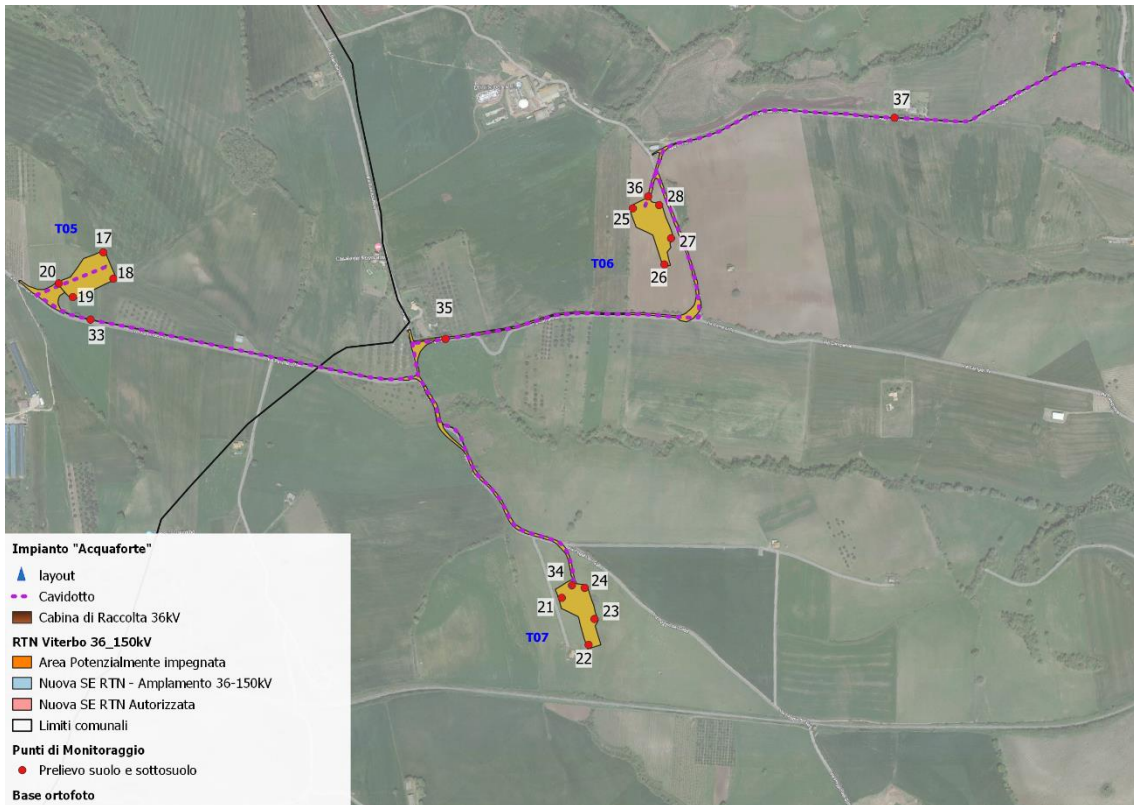 37
36
28
25
27
T06
26
T05
17
18
20
19
33
35
34
24
21
23
T07
22
Impianto "Acquaforte"
layout
Cavidotto
Cabina di Raccolta 36kV
RTN Viterbo 36_150kV
Area Potenzialmente impegnata
Nuova SE RTN - Amplamento 36-150kV
Nuova SE RTN Autorizzata
Limiti comunali
Punti di Monitoraggio
Prelievo suolo e sottosuolo
Base ortofoto